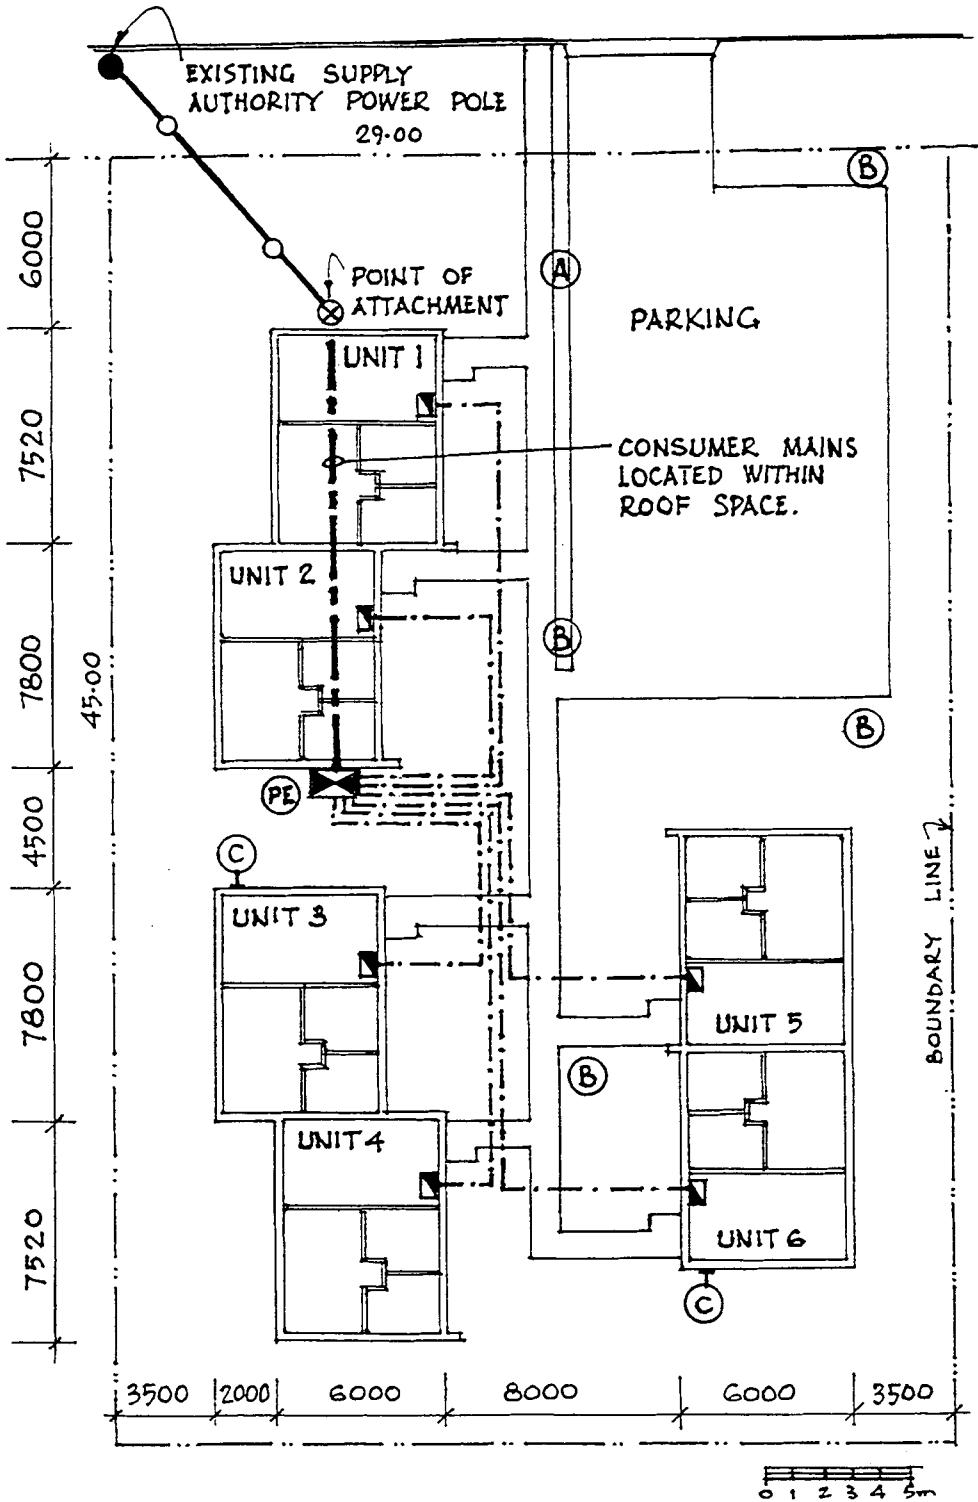 EXISTING SUPPLY
AUTHORITY POWER POLE
29.00
B
6000
A
POINT OF
ATTACHMENT
PARKING
UNIT 1
7520
CONSUMER MAINS
LOCATED WITHIN
ROOF SPACE.
UNIT 2
B
7800
45.00
B
PE
4500
C
BOUNDARY LINE
UNIT 3
7800
UNIT 5
B
UNIT 4
7520
UNIT 6
C
3500 2000 6000 8000 6000 3500
0 1 2 3 4 5m